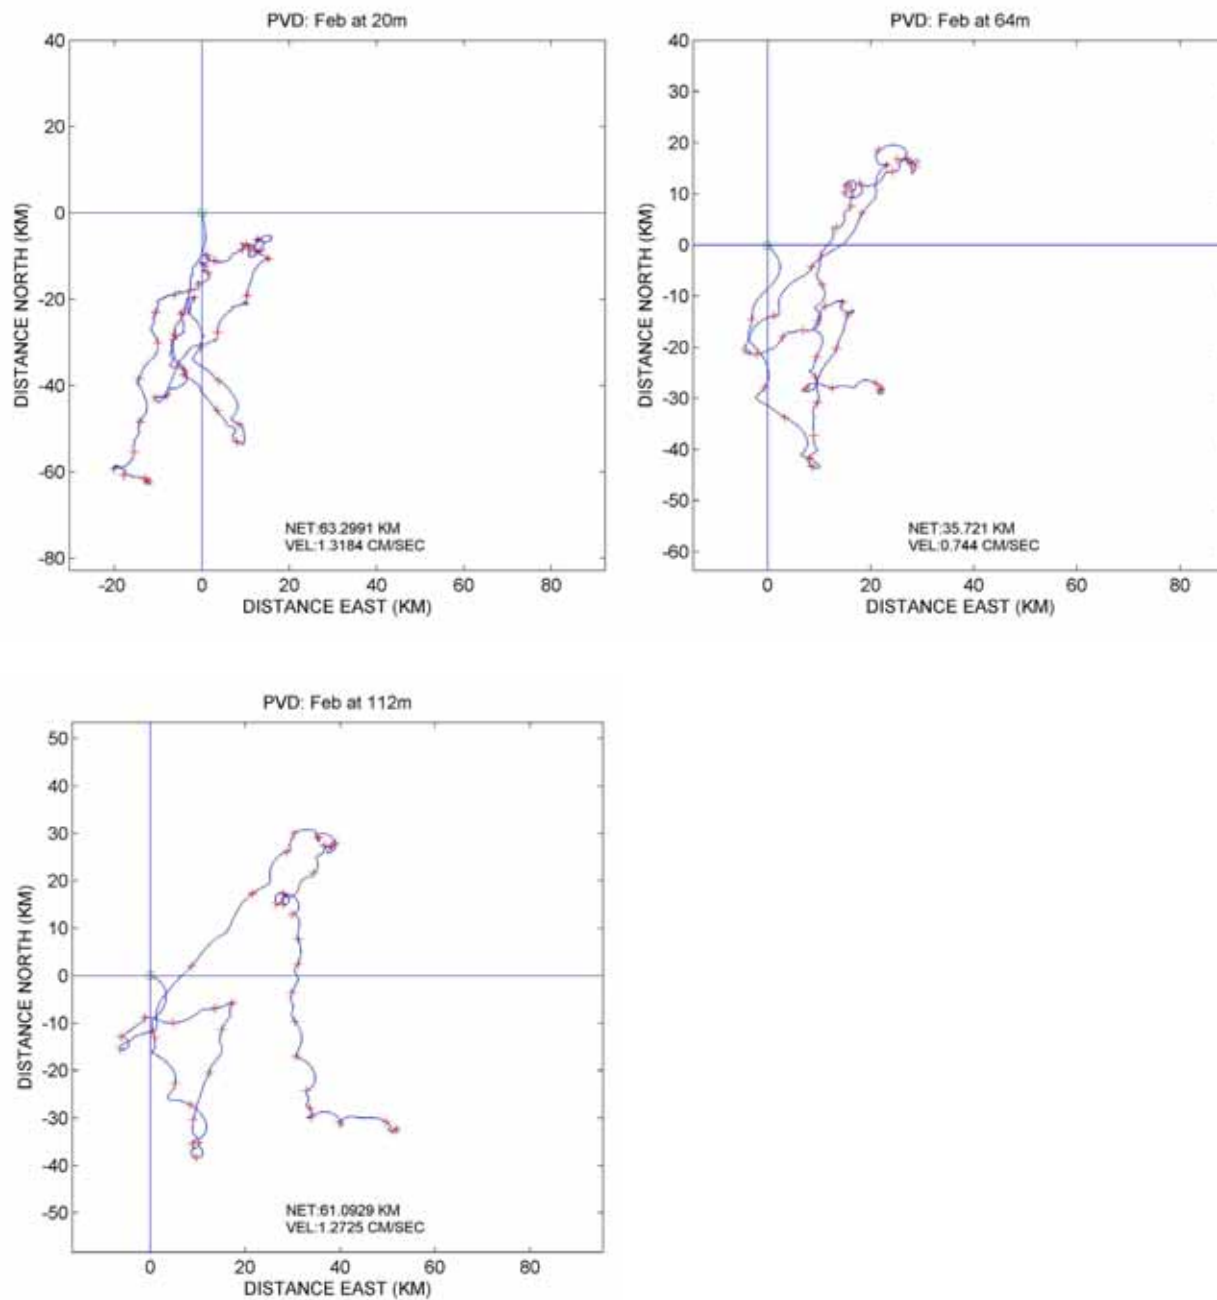 PVD: Feb at 20m
40
20
0
-20
-40
-60
-80
DISTANCE NORTH (KM)
NET:63.2991 KM
VEL:1.3184 CM/SEC
-20 0 20 40 60 80
DISTANCE EAST (KM)
PVD: Feb at 64m
40
30
20
10
0
-10
-20
-30
-40
-50
-60
DISTANCE NORTH (KM)
NET:35.721 KM
VEL:0.744 CM/SEC
0 20 40 60 80
DISTANCE EAST (KM)
PVD: Feb at 112m
50
40
30
20
10
0
-10
-20
-30
-40
-50
DISTANCE NORTH (KM)
NET:61.0929 KM
VEL:1.2725 CM/SEC
0 20 40 60 80
DISTANCE EAST (KM)